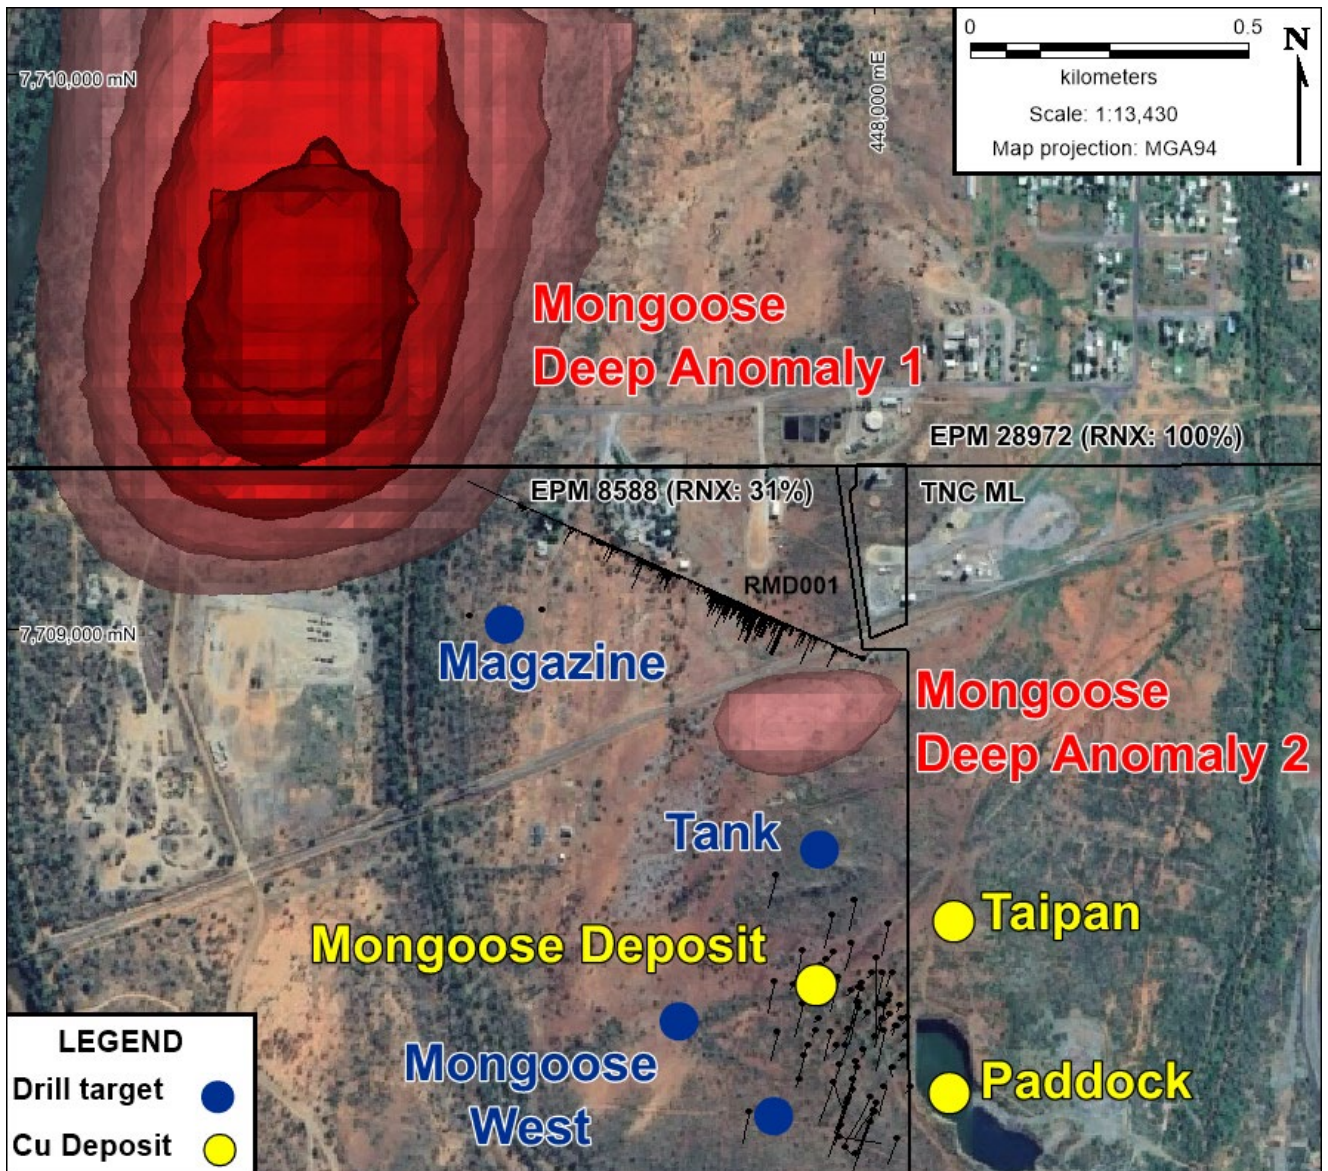 0 0.5
kilometers
Scale: 1:13,430
Map projection: MGA94
N
7,710,000 mN
448,000 mE
Mongoose
Deep Anomaly 1
EPM 28972 (RNX: 100%)
EPM 8588 (RNX: 31%)
TNC ML
RMD001
7,709,000 mN
Magazine
Mongoose
Deep Anomaly 2
Tank
Taipan
Mongoose Deposit
Mongoose
West
Paddock
LEGEND
Drill target
Cu Deposit